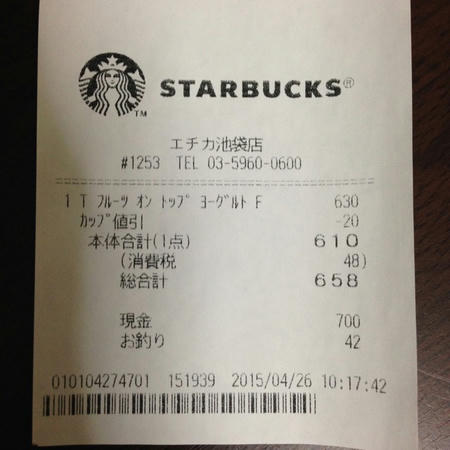 STARBUCKS®
TM
エチカ池袋店
#1253 TEL 03-5960-0600
1 T フルーツ オン トップ ヨーグルト F 630
カップ値引 -20
本体合計(1点) 610
(消費税 48)
総合計 658
現金 700
お釣り 42
010104274701 151939 2015/04/26 10:17:42